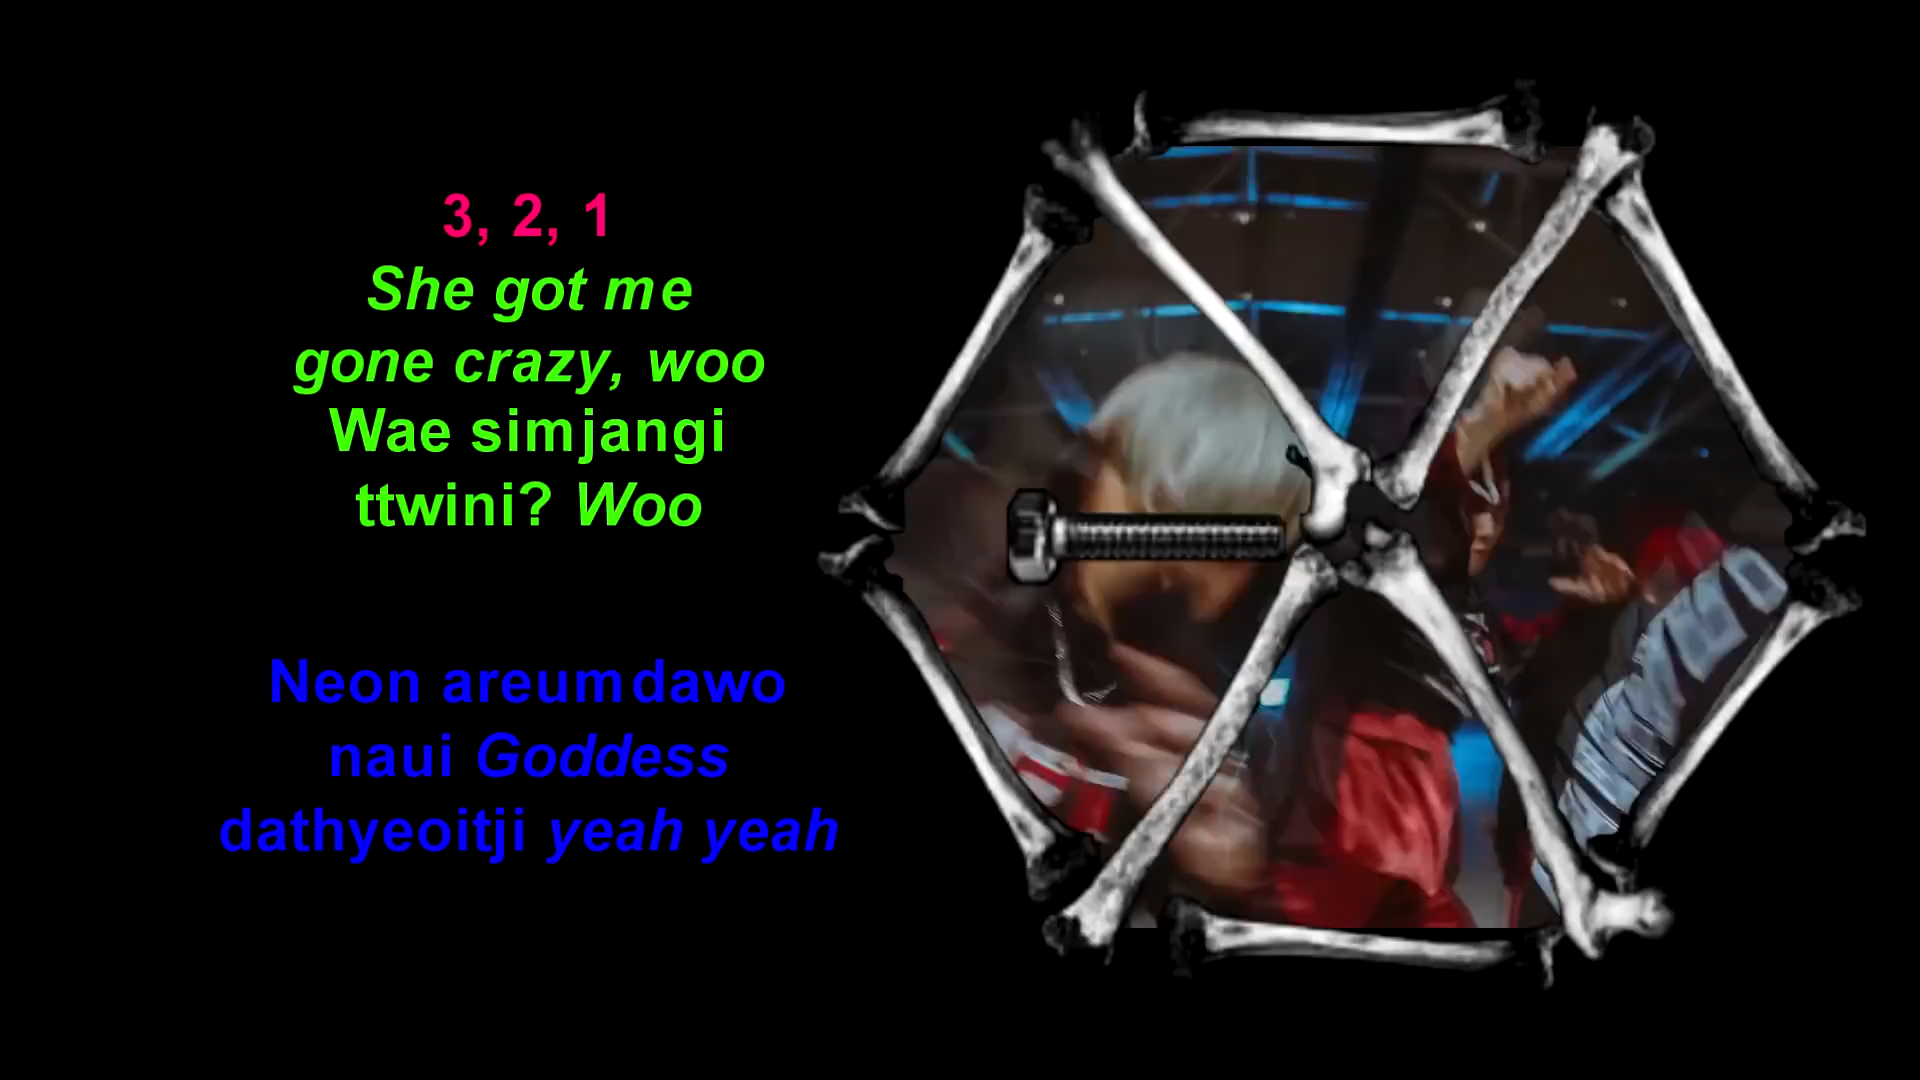 3, 2, 1
She got me
gone crazy, woo
Wae simjangi
ttwini? Woo
Neon areumdawo
naui Goddess
dathyeoitji yeah yeah